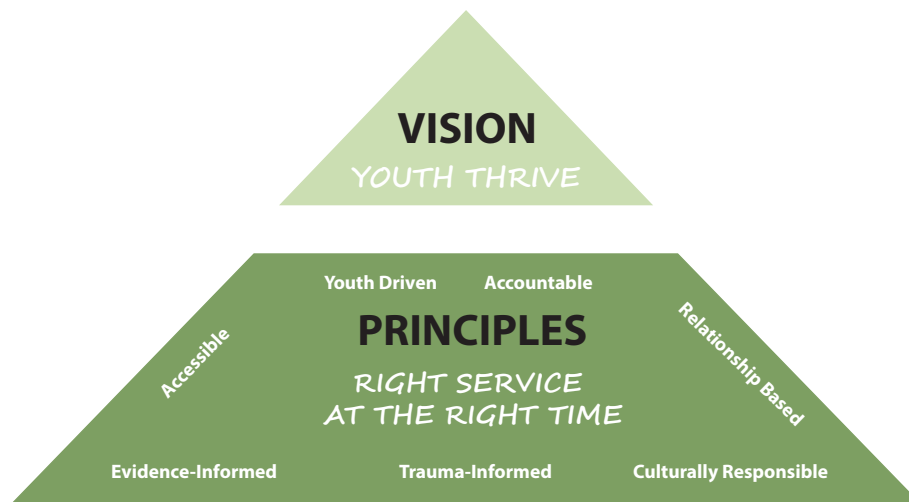 VISION
YOUTH THRIVE
Youth Driven Accountable
PRINCIPLES
Accessible
Relationship Based
RIGHT SERVICE
AT THE RIGHT TIME
Evidence-Informed Trauma-Informed Culturally Responsible